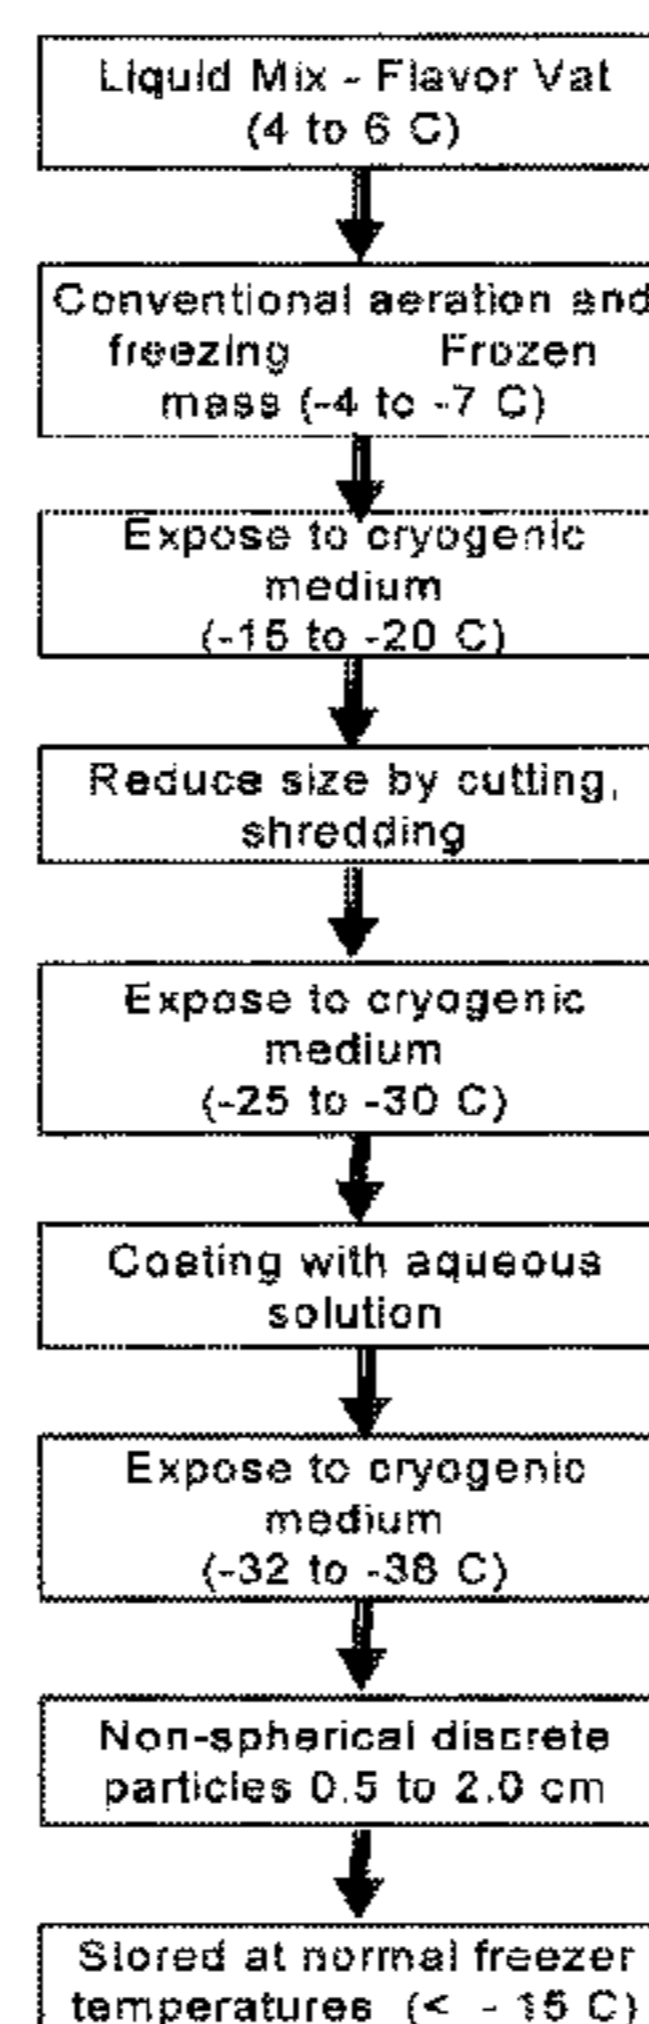 Liquid Mix - Flavor Vat
(4 to 6 C)
Conventional aeration and
freezing Frozen
mass (-4 to -7 C)
Expose to cryogenic
medium
(-15 to -20 C)
Reduce size by cutting,
shredding
Expose to cryogenic
medium
(-25 to -30 C)
Coating with aqueous
solution
Expose to cryogenic
medium
(-32 to -38 C)
Non-spherical discrete
particles 0.5 to 2.0 cm
Stored at normal freezer
temperatures (< - 15 C)